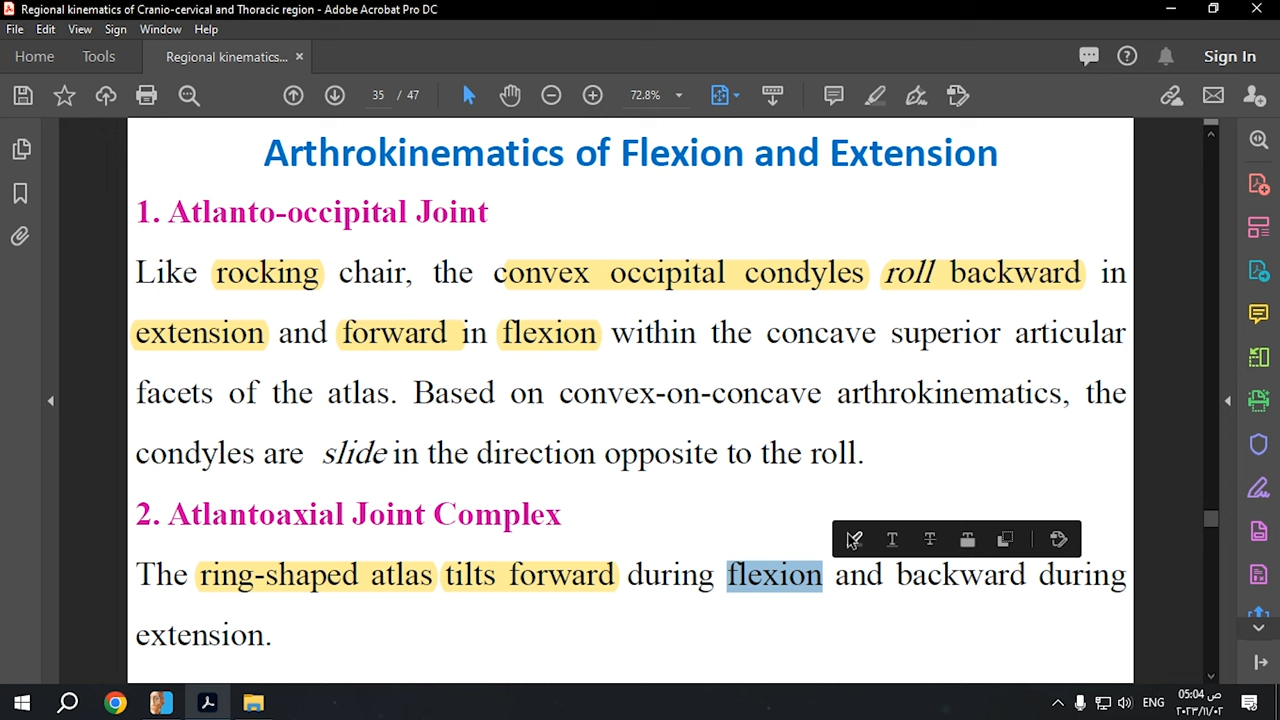 Regional kinematics of Cranio-cervical and Thoracic region - Adobe Acrobat Pro DC
File Edit View Sign Window Help
Home Tools Regional kinematics... × Sign In
35 / 47 72.8%
Arthrokinematics of Flexion and Extension
1. Atlanto-occipital Joint
Like rocking chair, the convex occipital condyles roll backward in
extension and forward in flexion within the concave superior articular
facets of the atlas. Based on convex-on-concave arthrokinematics, the
condyles are slide in the direction opposite to the roll.
2. Atlantoaxial Joint Complex
The ring-shaped atlas tilts forward during flexion and backward during
extension.
ENG 05:04 ص
٢٠٢٣/١١/٠٢